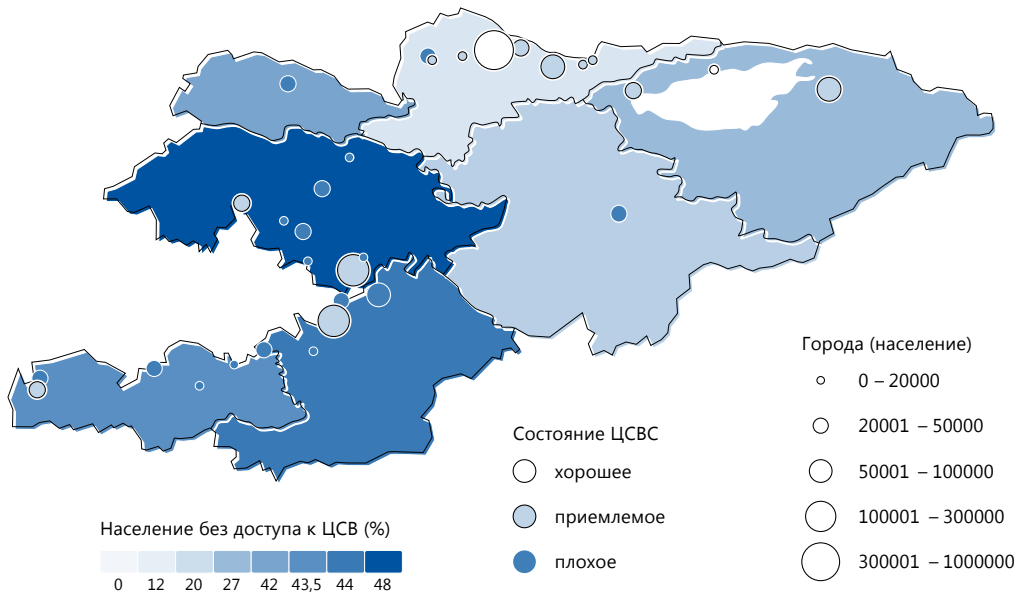 Города (население)
0 – 20000
20001 – 50000
50001 – 100000
100001 – 300000
300001 – 1000000
Состояние ЦСВС
хорошее
приемлемое
плохое
Население без доступа к ЦСВ (%)
0 12 20 27 42 43,5 44 48